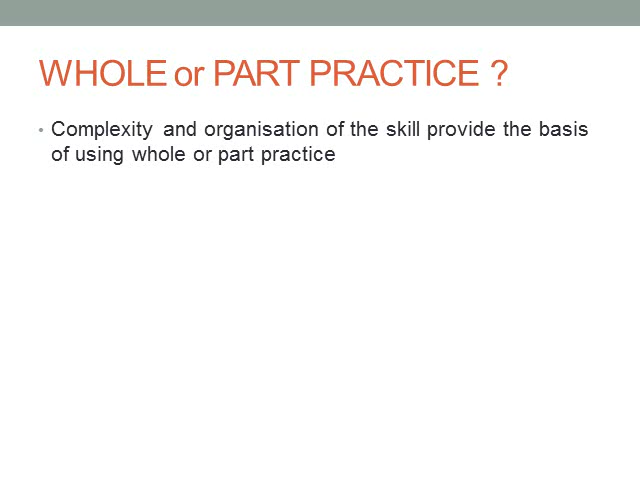 WHOLE or PART PRACTICE ?
• Complexity and organisation of the skill provide the basis
of using whole or part practice